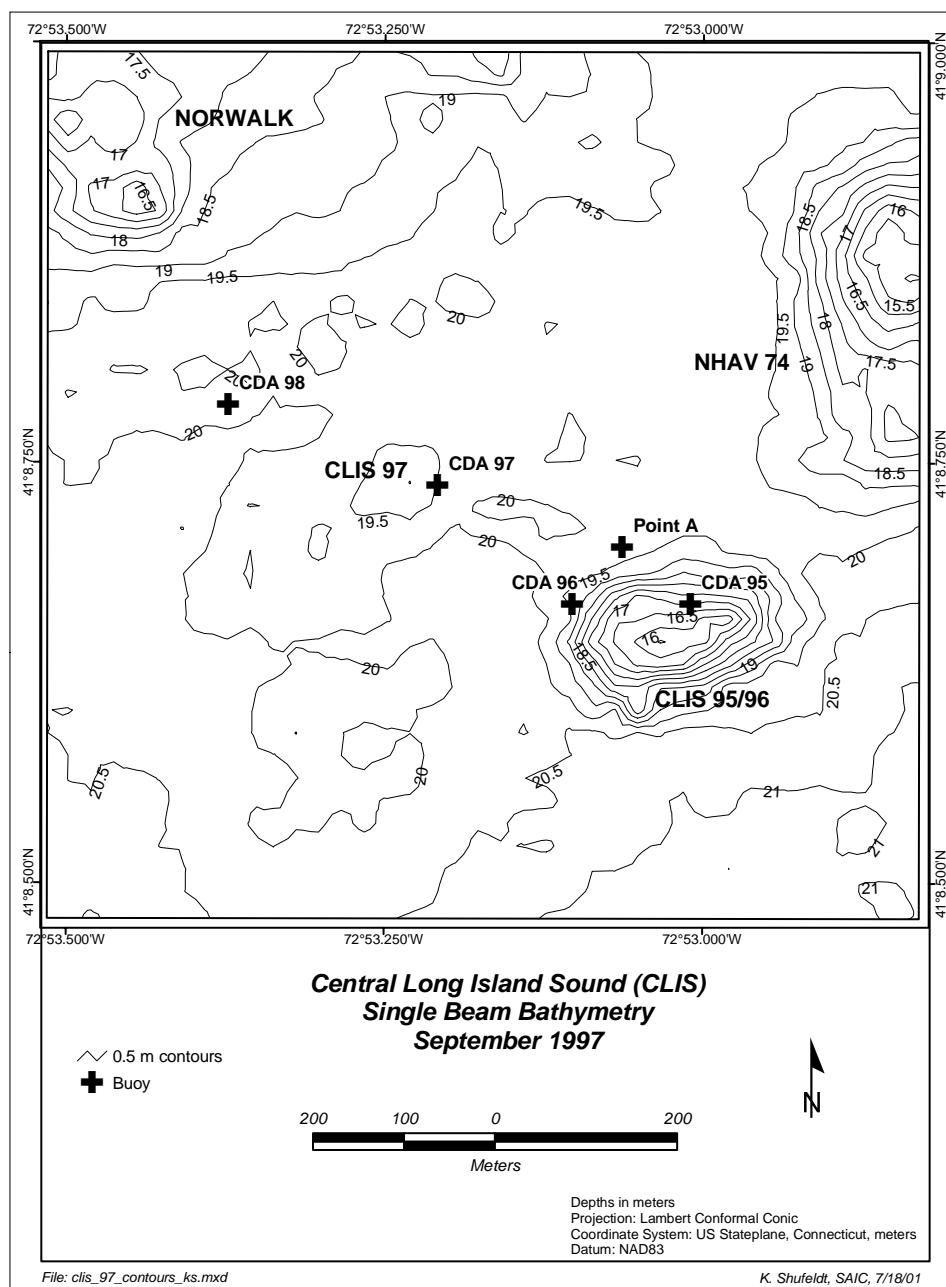 72°53.500'W 72°53.250'W 72°53.000'W
41°9.000'N
17.5
19
NORWALK
17
17
16.5
18.5
19.5
18.5
16
17
18
19
19.5
16.5
15.5
20
19.5
18
20
NHAV 74
19
17.5
20
CDA 98
20
41°8.750'N
41°8.750'N
CLIS 97
CDA 97
18.5
19.5
20
Point A
20
20
CDA 96
19.5
CDA 95
17
16.5
16
18.5
19
20
CLIS 95/96
20.5
20.5
20
20.5
21
21
21
41°8.500'N
41°8.500'N
72°53.500'W 72°53.250'W 72°53.000'W
Central Long Island Sound (CLIS)
Single Beam Bathymetry
September 1997
0.5 m contours
Buoy
N
200 100 0 200
Meters
Depths in meters
Projection: Lambert Conformal Conic
Coordinate System: US Stateplane, Connecticut, meters
Datum: NAD83
File: clis_97_contours_ks.mxd
K. Shufeldt, SAIC, 7/18/01